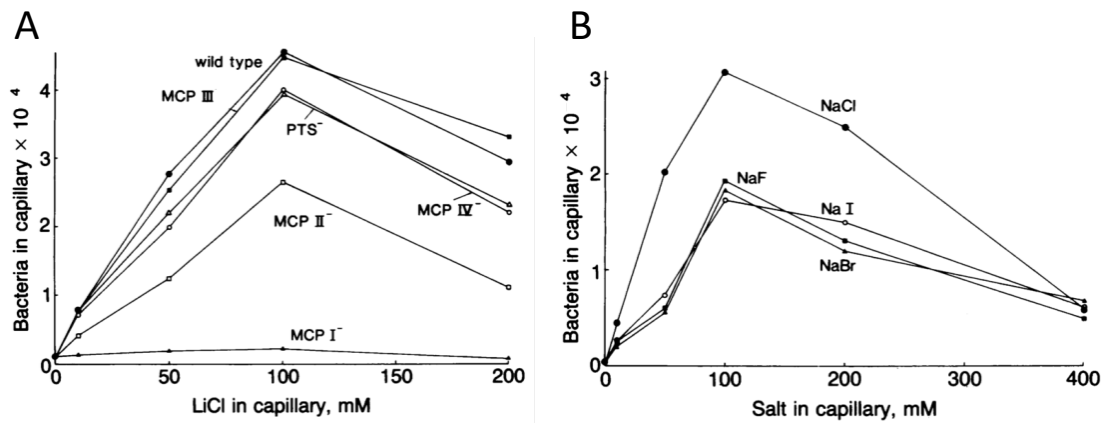 A
Bacteria in capillary × 10⁻⁴
4
3
2
1
0
wild type
MCP III
PTS⁻
MCP IV⁻
MCP II⁻
MCP I⁻
0 50 100 150 200
LiCl in capillary, mM
B
Bacteria in capillary × 10⁻⁴
3
2
1
0
NaCl
NaF
Na I
NaBr
0 100 200 300 400
Salt in capillary, mM